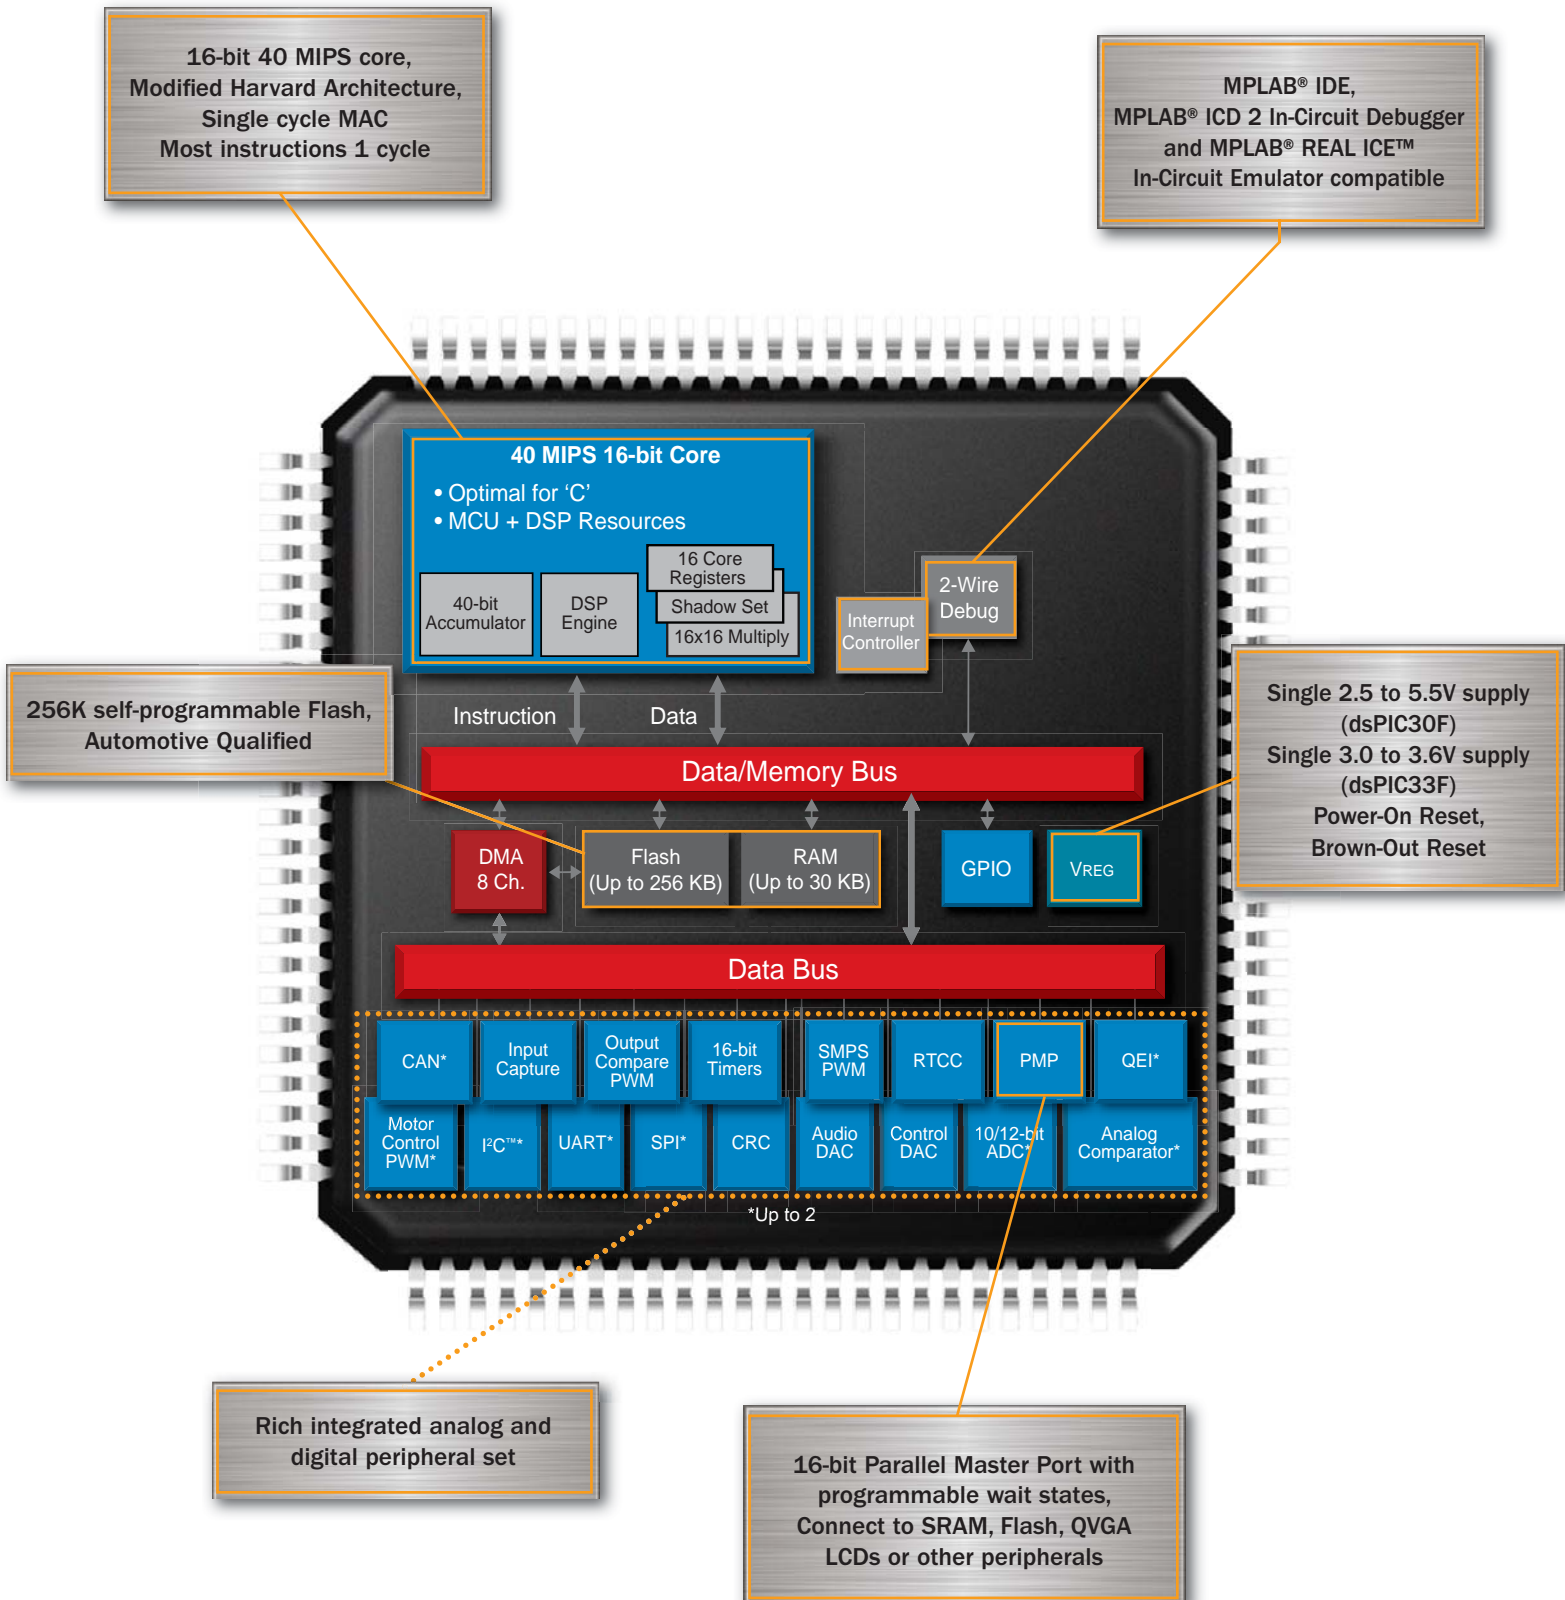 16-bit 40 MIPS core,
Modified Harvard Architecture,
Single cycle MAC
Most instructions 1 cycle
MPLAB® IDE,
MPLAB® ICD 2 In-Circuit Debugger
and MPLAB® REAL ICE™
In-Circuit Emulator compatible
40 MIPS 16-bit Core
• Optimal for ‘C’
• MCU + DSP Resources
40-bit
Accumulator
DSP
Engine
16 Core
Registers
Shadow Set
16x16 Multiply
Interrupt
Controller
2-Wire
Debug
256K self-programmable Flash,
Automotive Qualified
Instruction
Data
Single 2.5 to 5.5V supply
(dsPIC30F)
Single 3.0 to 3.6V supply
(dsPIC33F)
Power-On Reset,
Brown-Out Reset
Data/Memory Bus
DMA
8 Ch.
Flash
(Up to 256 KB)
RAM
(Up to 30 KB)
GPIO
VREG
Data Bus
CAN*
Input
Capture
Output
Compare
PWM
16-bit
Timers
SMPS
PWM
RTCC
PMP
QEI*
Motor
Control
PWM*
I²C™*
UART*
SPI*
CRC
Audio
DAC
Control
DAC
10/12-bit
ADC*
Analog
Comparator*
*Up to 2
Rich integrated analog and
digital peripheral set
16-bit Parallel Master Port with
programmable wait states,
Connect to SRAM, Flash, QVGA
LCDs or other peripherals